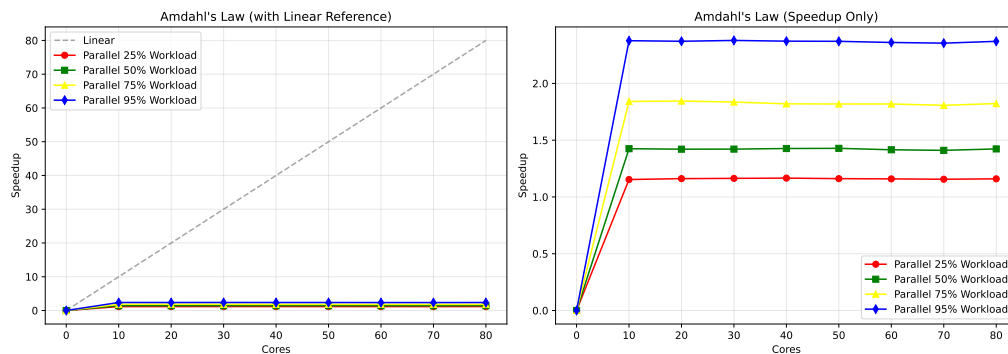 Amdahl's Law (with Linear Reference)
80
70
60
50
40
30
20
10
0
Speedup
Linear
Parallel 25% Workload
Parallel 50% Workload
Parallel 75% Workload
Parallel 95% Workload
0 10 20 30 40 50 60 70 80
Cores
Amdahl's Law (Speedup Only)
2.0
1.5
1.0
0.5
0.0
Speedup
Parallel 25% Workload
Parallel 50% Workload
Parallel 75% Workload
Parallel 95% Workload
0 10 20 30 40 50 60 70 80
Cores